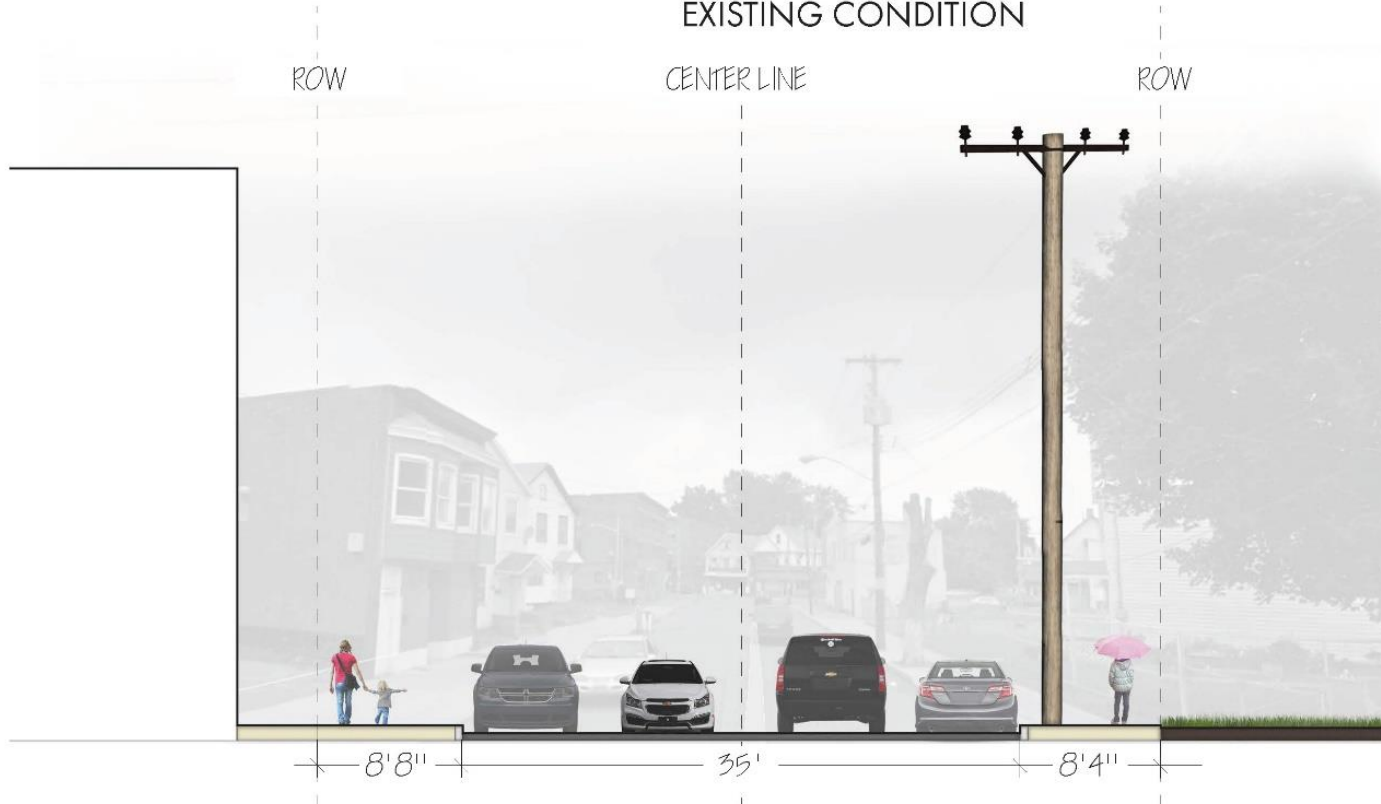 EXISTING CONDITION
ROW
CENTER LINE
ROW
8'8"
35'
8'4"